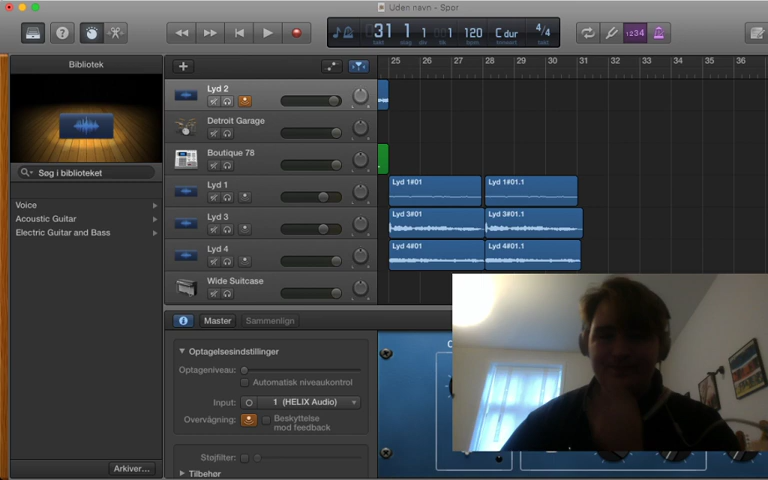 Uden navn - Spor
31 1 1 1 120 C dur 4/4
takt bpm
1234
Bibliotek
25 26 27 28 29 30 31 32 33 34 35 36
Lyd 2
Detroit Garage
Boutique 78
Søg i biblioteket
Lyd 1
Lyd 1#01 Lyd 1#01.1
Voice
Acoustic Guitar
Electric Guitar and Bass
Lyd 3
Lyd 3#01 Lyd 3#01.1
Lyd 4
Lyd 4#01 Lyd 4#01.1
Wide Suitcase
Master Sammenlign
Optagelsesindstillinger
Optageniveau:
Automatisk niveaukontrol
Input: 1 (HELIX Audio)
Overvågning: Beskyttelse
mod feedback
Støjfilter:
Tilbehør
Arkiver...